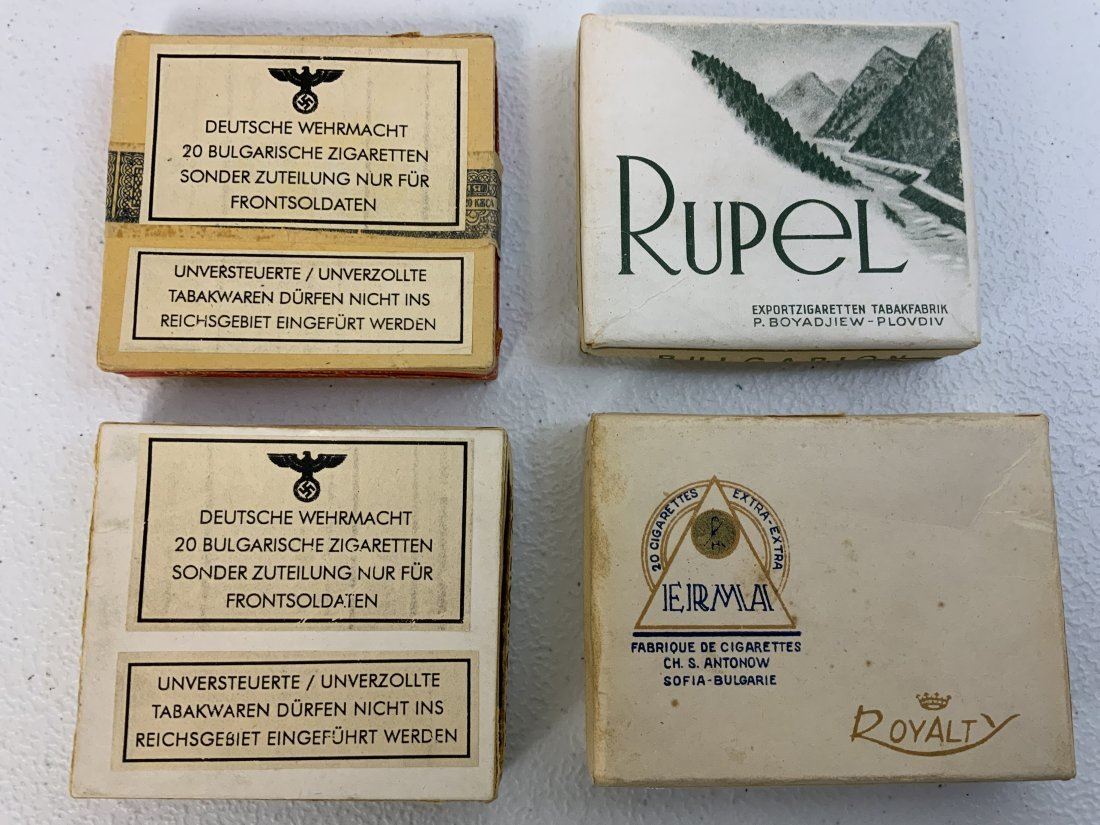 DEUTSCHE WEHRMACHT
20 BULGARISCHE ZIGARETTEN
SONDER ZUTEILUNG NUR FÜR
FRONTSOLDATEN
UNVERSTEUERTE / UNVERZOLLTE
TABAKWAREN DÜRFEN NICHT INS
REICHSGEBIET EINGEFÜRT WERDEN
RUPEL
EXPORTZIGARETTEN TABAKFABRIK
P. BOYADJIEW - PLOVDIV
DEUTSCHE WEHRMACHT
20 BULGARISCHE ZIGARETTEN
SONDER ZUTEILUNG NUR FÜR
FRONTSOLDATEN
UNVERSTEUERTE / UNVERZOLLTE
TABAKWAREN DÜRFEN NICHT INS
REICHSGEBIET EINGEFÜHRT WERDEN
20 CIGARETTES EXTRA-EXTRA
ERMA
FABRIQUE DE CIGARETTES
CH. S. ANTONOW
SOFIA-BULGARIE
ROYALTY